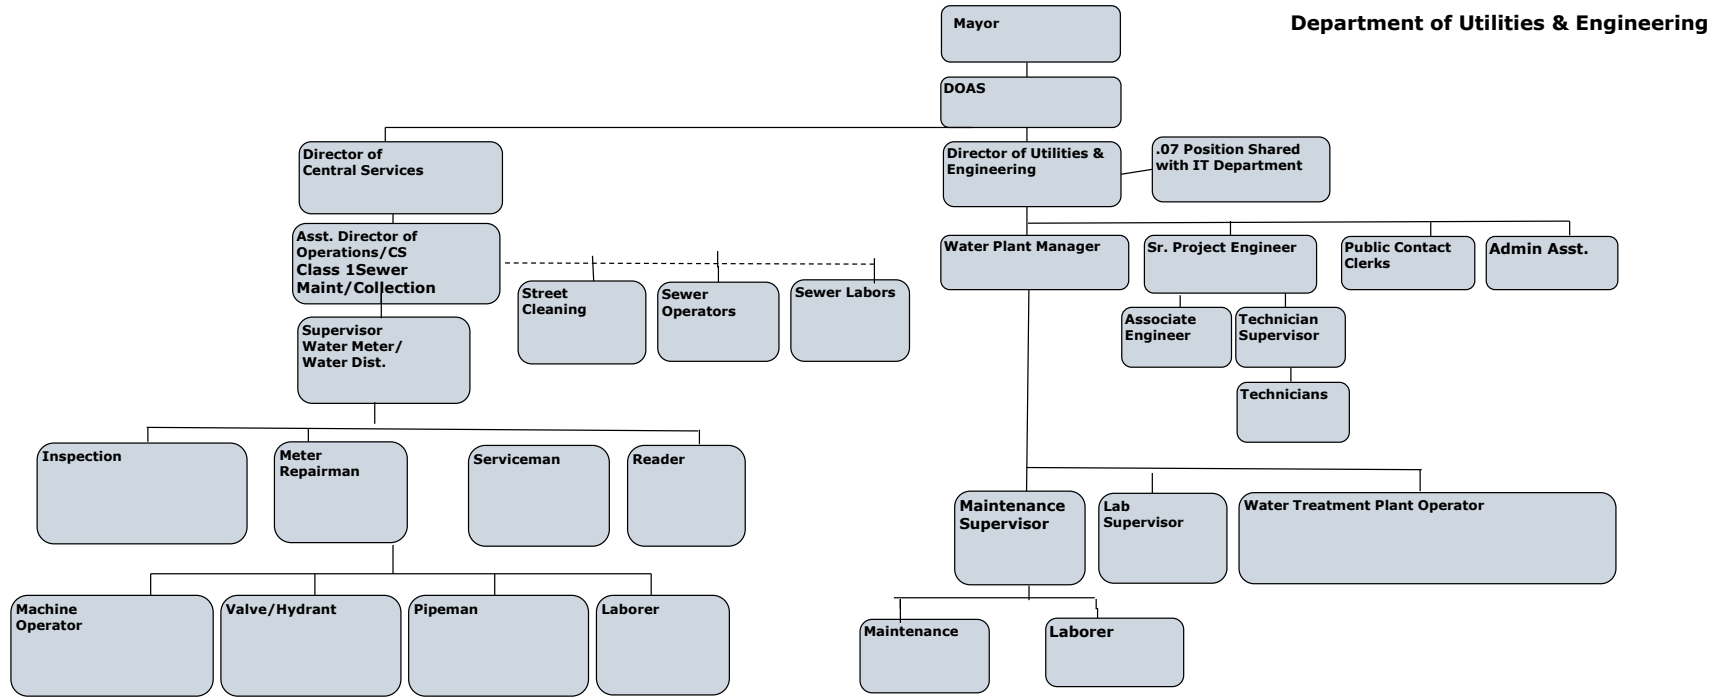 Department of Utilities & Engineering
Mayor
DOAS
Director of
Central Services
Director of Utilities &
Engineering
.07 Position Shared
with IT Department
Asst. Director of
Operations/CS
Class 1Sewer
Maint/Collection
Water Plant Manager
Sr. Project Engineer
Public Contact
Clerks
Admin Asst.
Street
Cleaning
Sewer
Operators
Sewer Labors
Supervisor
Water Meter/
Water Dist.
Associate
Engineer
Technician
Supervisor
Technicians
Inspection
Meter
Repairman
Serviceman
Reader
Maintenance
Supervisor
Lab
Supervisor
Water Treatment Plant Operator
Machine
Operator
Valve/Hydrant
Pipeman
Laborer
Maintenance
Laborer